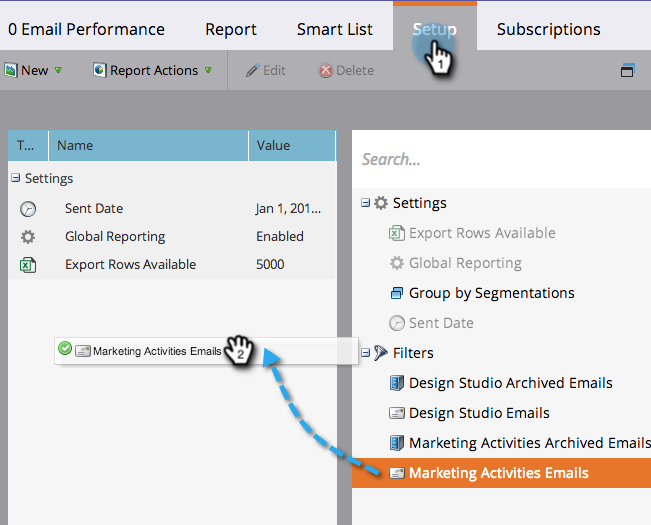 0 Email Performance Report Smart List Setup Subscriptions
New Report Actions Edit Delete
T... Name Value
Settings
Sent Date Jan 1, 201...
Global Reporting Enabled
Export Rows Available 5000
Marketing Activities Emails
Search...
Settings
Export Rows Available
Global Reporting
Group by Segmentations
Sent Date
Filters
Design Studio Archived Emails
Design Studio Emails
Marketing Activities Archived Emails
Marketing Activities Emails
1
2